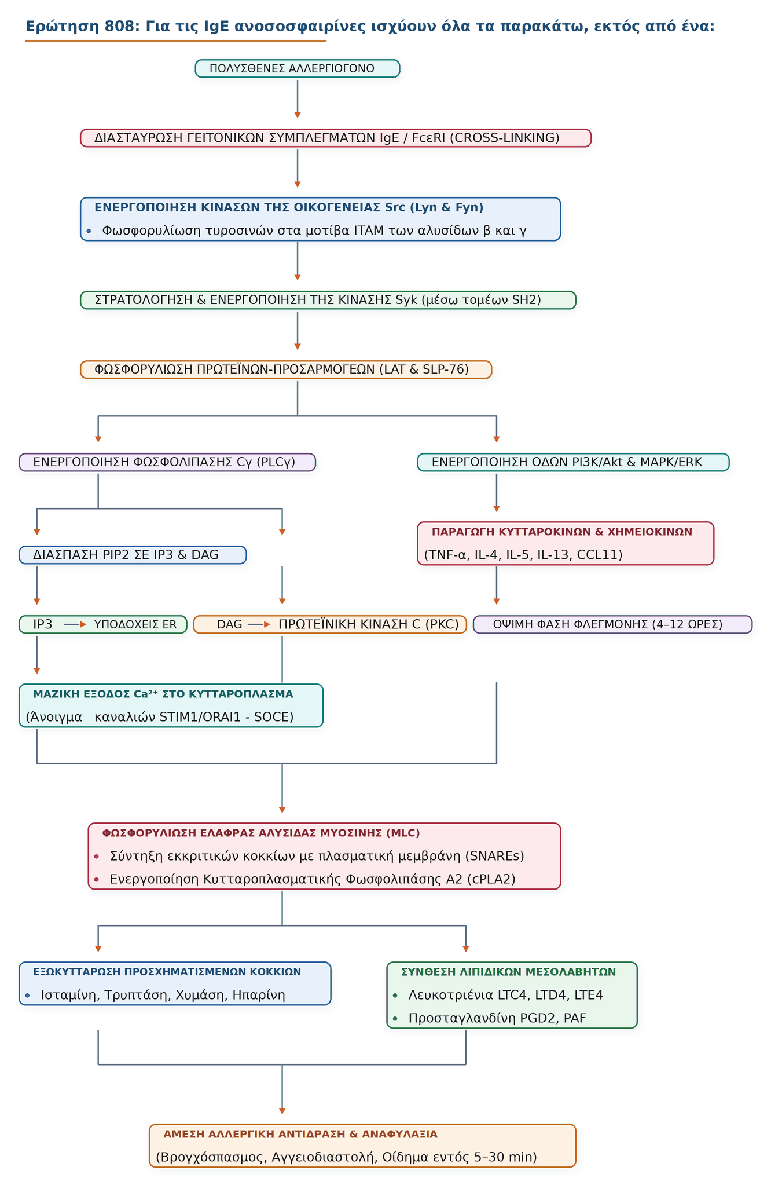 Ερώτηση 808: Για τις IgE ανοσοσφαιρίνες ισχύουν όλα τα παρακάτω, εκτός από ένα:
ΠΟΛΥΣΘΕΝΕΣ ΑΛΛΕΡΓΙΟΓΟΝΟ
ΔΙΑΣΤΑΥΡΩΣΗ ΓΕΙΤΟΝΙΚΩΝ ΣΥΜΠΛΕΓΜΑΤΩΝ IgE / FcεRI (CROSS-LINKING)
ΕΝΕΡΓΟΠΟΙΗΣΗ ΚΙΝΑΣΩΝ ΤΗΣ ΟΙΚΟΓΕΝΕΙΑΣ Src (Lyn & Fyn)
• Φωσφορυλίωση τυροσινών στα μοτίβα ITAM των αλυσίδων β και γ
ΣΤΡΑΤΟΛΟΓΗΣΗ & ΕΝΕΡΓΟΠΟΙΗΣΗ ΤΗΣ ΚΙΝΑΣΗΣ Syk (μέσω τομέων SH2)
ΦΩΣΦΟΡΥΛΙΩΣΗ ΠΡΩΤΕΪΝΩΝ-ΠΡΟΣΑΡΜΟΓΕΩΝ (LAT & SLP-76)
ΕΝΕΡΓΟΠΟΙΗΣΗ ΦΩΣΦΟΛΙΠΑΣΗΣ Cγ (PLCγ)
ΕΝΕΡΓΟΠΟΙΗΣΗ ΟΔΩΝ PI3K/Akt & MAPK/ERK
ΠΑΡΑΓΩΓΗ ΚΥΤΤΑΡΟΚΙΝΩΝ & ΧΗΜΕΙΟΚΙΝΩΝ
(TNF-α, IL-4, IL-5, IL-13, CCL11)
ΔΙΑΣΠΑΣΗ PIP2 ΣΕ IP3 & DAG
IP3 → ΥΠΟΔΟΧΕΙΣ ER
DAG → ΠΡΩΤΕΪΝΙΚΗ ΚΙΝΑΣΗ C (PKC)
ΟΨΙΜΗ ΦΑΣΗ ΦΛΕΓΜΟΝΗΣ (4–12 ΩΡΕΣ)
ΜΑΖΙΚΗ ΕΞΟΔΟΣ Ca²⁺ ΣΤΟ ΚΥΤΤΑΡΟΠΛΑΣΜΑ
(Άνοιγμα καναλιών STIM1/ORAI1 - SOCE)
ΦΩΣΦΟΡΥΛΙΩΣΗ ΕΛΑΦΡΑΣ ΑΛΥΣΙΔΑΣ ΜΥΟΣΙΝΗΣ (MLC)
• Σύντηξη εκκριτικών κοκκίων με πλασματική μεμβράνη (SNAREs)
• Ενεργοποίηση Κυτταροπλασματικής Φωσφολιπάσης A2 (cPLA2)
ΕΞΩΚΥΤΤΑΡΩΣΗ ΠΡΟΣΧΗΜΑΤΙΣΜΕΝΩΝ ΚΟΚΚΙΩΝ
• Ισταμίνη, Τρυπτάση, Χυμάση, Ηπαρίνη
ΣΥΝΘΕΣΗ ΛΙΠΙΔΙΚΩΝ ΜΕΣΟΛΑΒΗΤΩΝ
• Λευκοτριένια LTC4, LTD4, LTE4
• Προσταγλανδίνη PGD2, PAF
ΑΜΕΣΗ ΑΛΛΕΡΓΙΚΗ ΑΝΤΙΔΡΑΣΗ & ΑΝΑΦΥΛΑΞΙΑ
(Βρογχόσπασμος, Αγγειοδιαστολή, Οίδημα εντός 5–30 min)